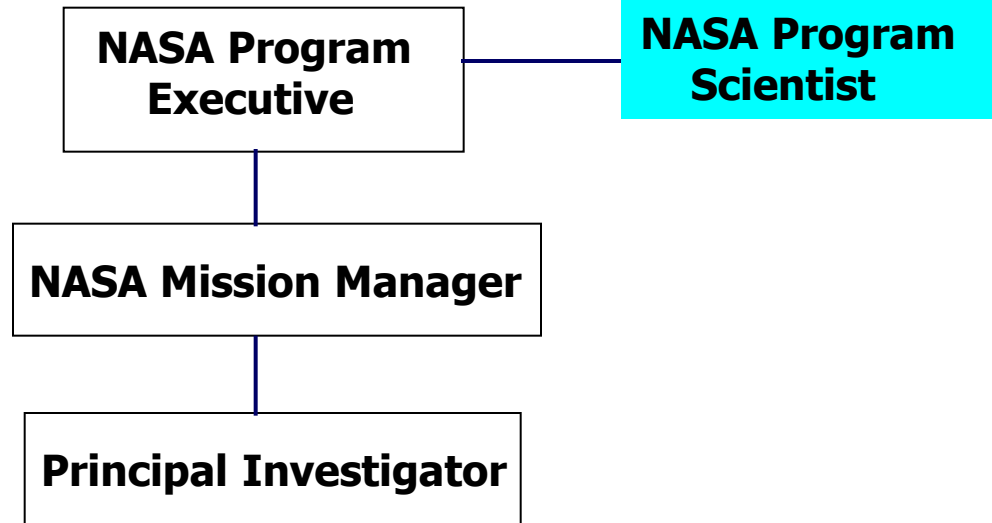 NASA Program
Executive
NASA Program
Scientist
NASA Mission Manager
Principal Investigator